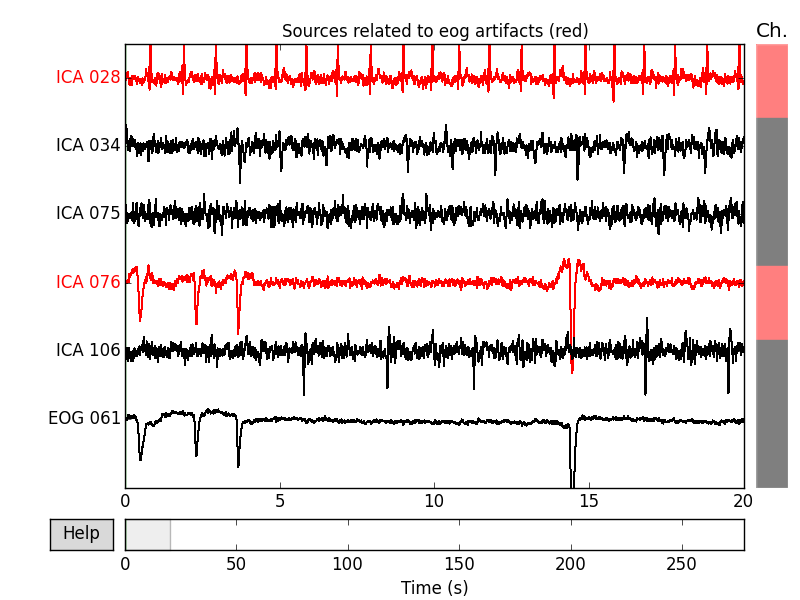 Sources related to eog artifacts (red)
Ch.
ICA 028
ICA 034
ICA 075
ICA 076
ICA 106
EOG 061
0 5 10 15 20
Help
0 50 100 150 200 250
Time (s)